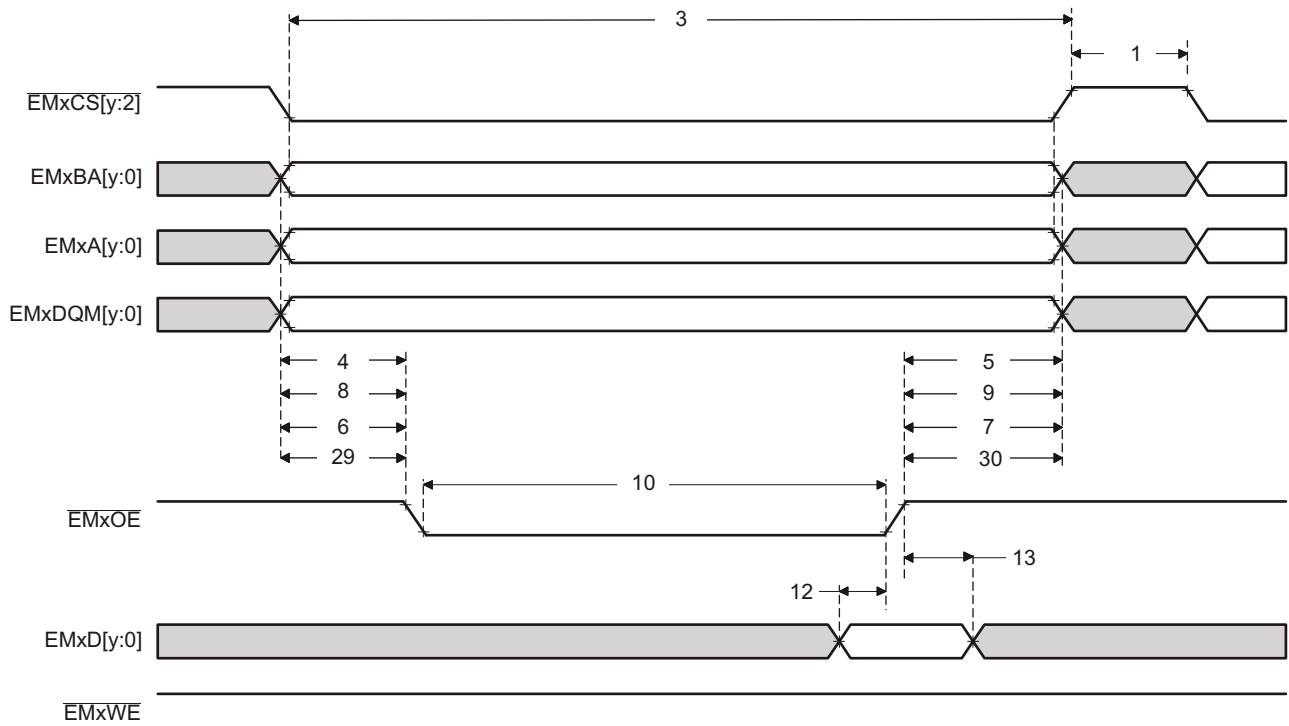 3
1
EMxCS[y:2]
EMxBA[y:0]
EMxA[y:0]
EMxDQM[y:0]
4 5
8 9
6 7
29 30
10
EMxOE
13
12
EMxD[y:0]
EMxWE